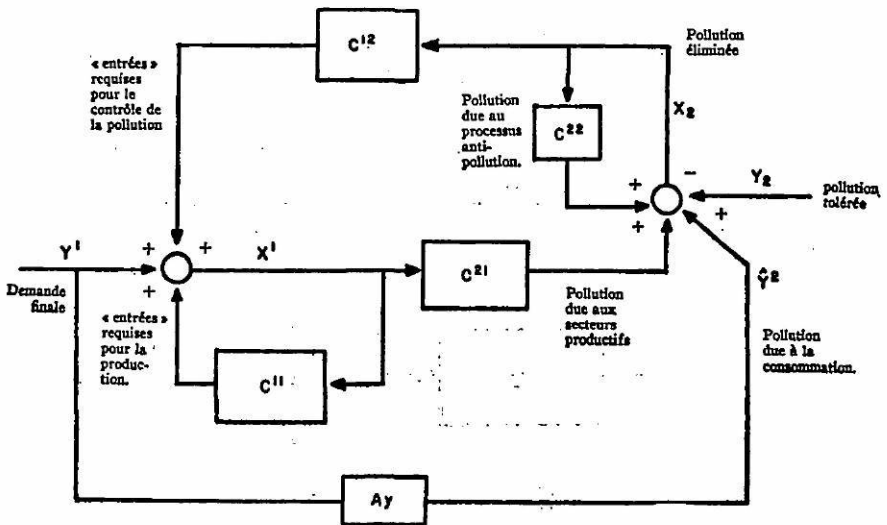 C¹²
Pollution
éliminée
« entrées »
requises
pour le
contrôle de
la pollution
Pollution
due au
processus
anti-
pollution.
C²²
X₂
+
−
Y₂
pollution
tolérée
+
+
Y¹
+
+
X¹
C²¹
Ŷ²
Demande
finale
+
« entrées »
requises
pour la
produc-
tion.
Pollution
due aux
secteurs
productifs
Pollution
due à la
consommation.
C¹¹
Ay